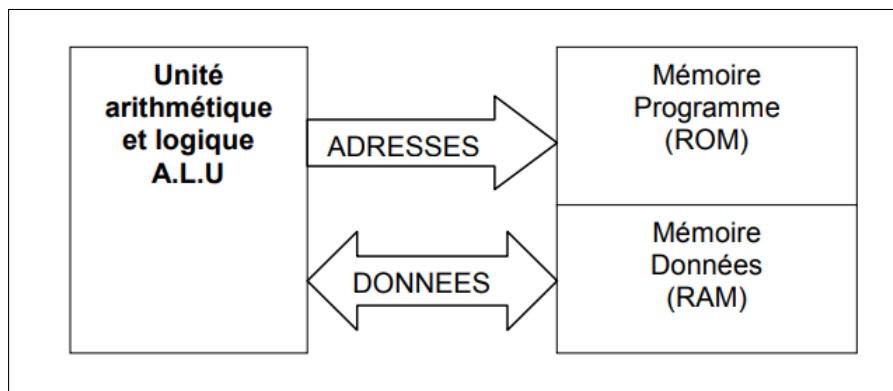 Unité
arithmétique
et logique
A.L.U
ADRESSES
DONNEES
Mémoire
Programme
(ROM)
Mémoire
Données
(RAM)